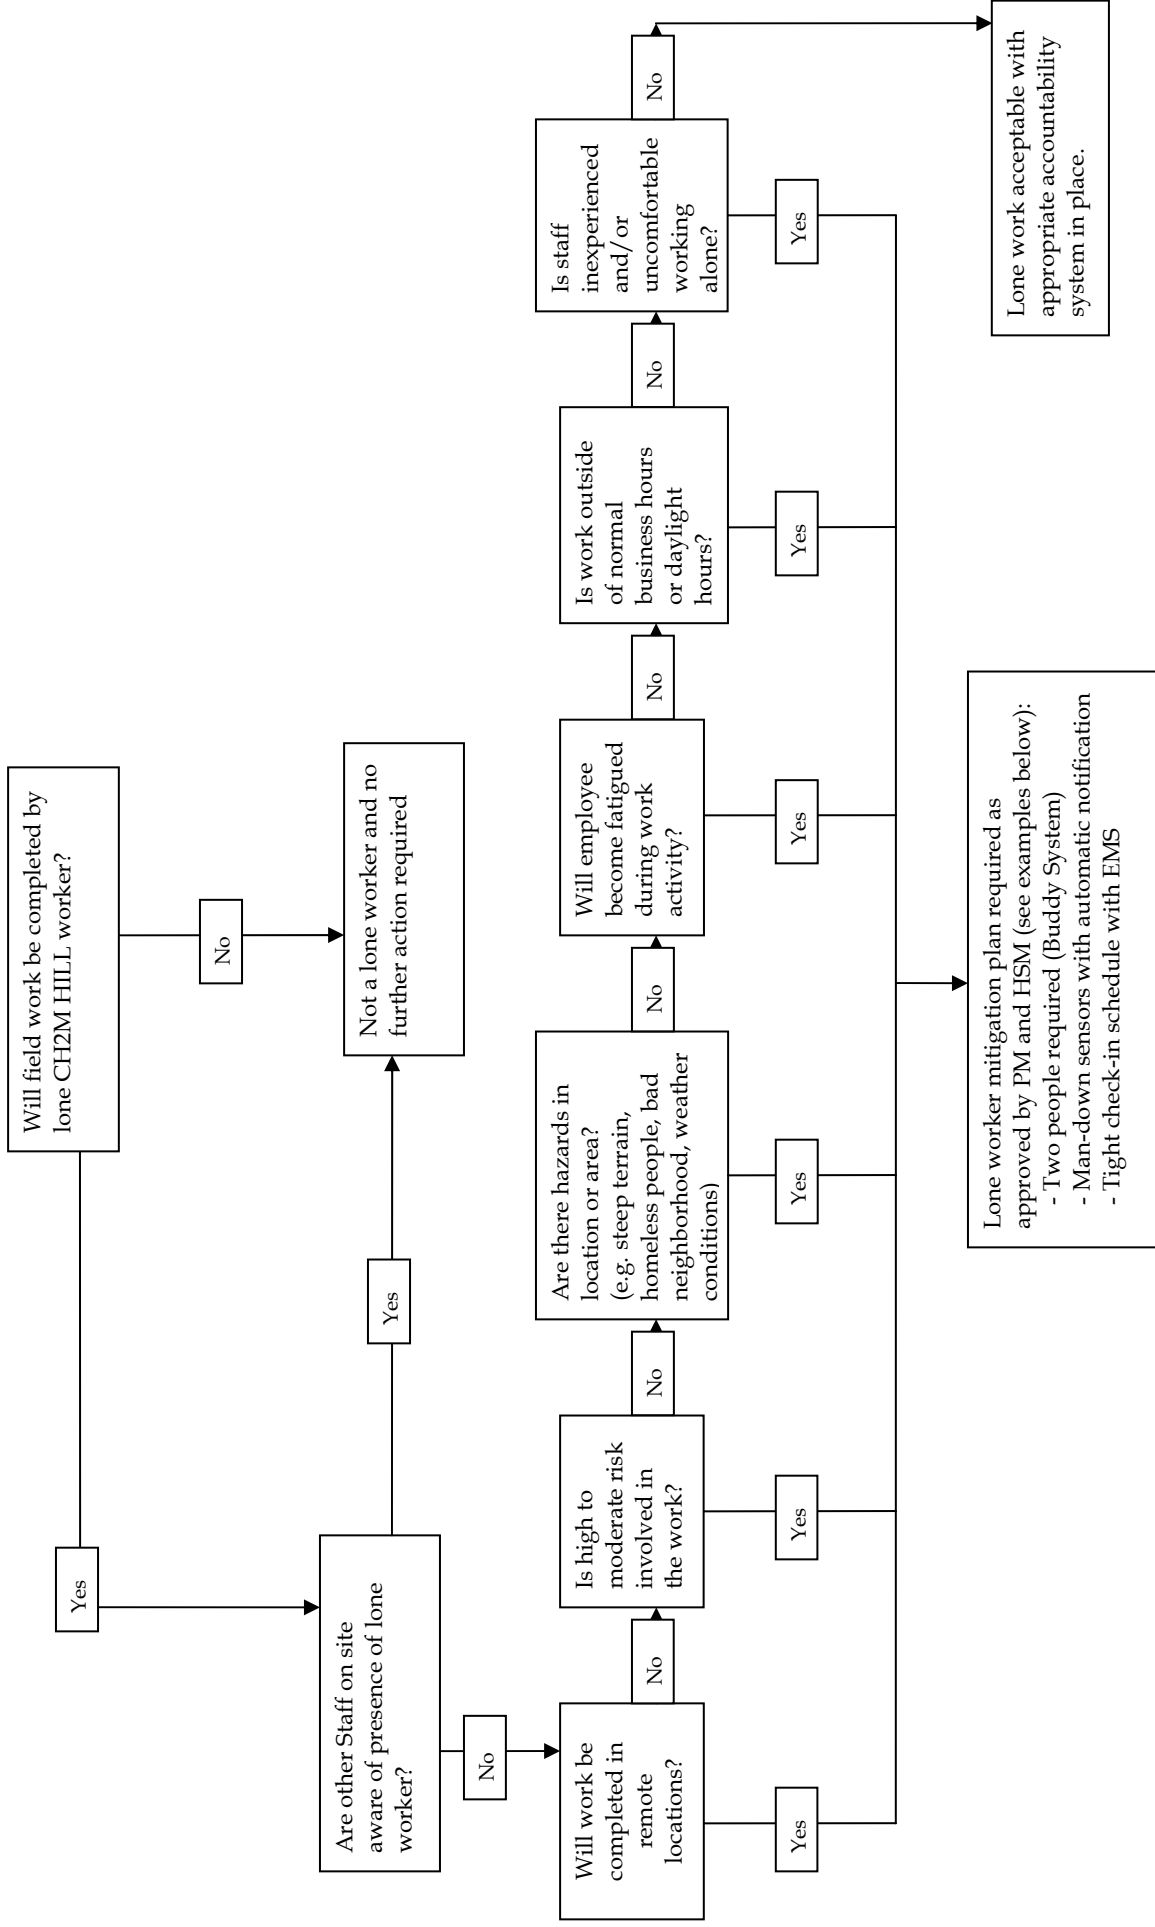 Will field work be completed by
lone CH2M HILL worker?
Yes
No
Are other Staff on site
aware of presence of lone
worker?
Yes
Not a lone worker and no
further action required
No
Will work be
completed in
remote
locations?
No
Is high to
moderate risk
involved in
the work?
No
Are there hazards in
location or area?
(e.g. steep terrain,
homeless people, bad
neighborhood, weather
conditions)
No
Will employee
become fatigued
during work
activity?
No
Is work outside
of normal
business hours
or daylight
hours?
No
Is staff
inexperienced
and/or
uncomfortable
working
alone?
No
Yes
Yes
Yes
Yes
Yes
Yes
Lone worker mitigation plan required as
approved by PM and HSM (see examples below):
- Two people required (Buddy System)
- Man-down sensors with automatic notification
- Tight check-in schedule with EMS
Lone work acceptable with
appropriate accountability
system in place.